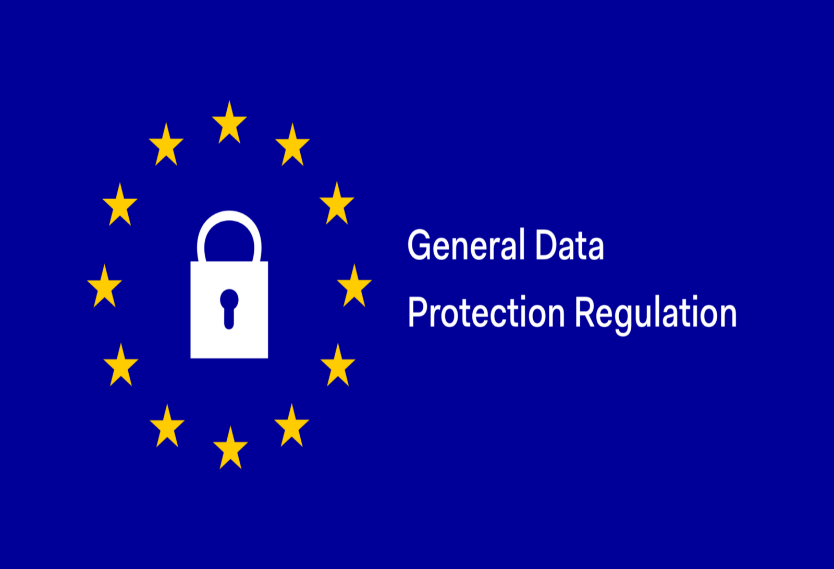 General Data
Protection Regulation